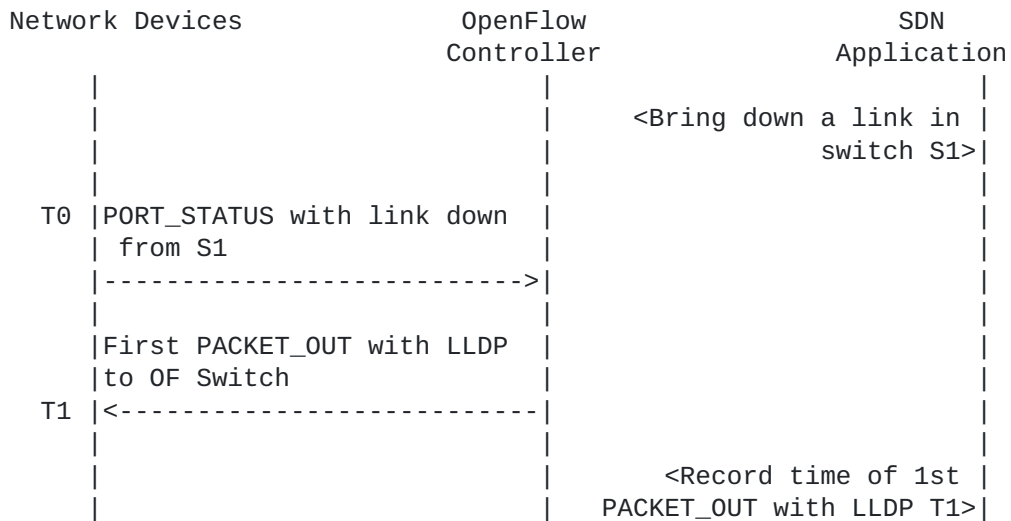 Network Devices OpenFlow SDN
Controller Application
| | |
| | <Bring down a link in |
| | switch S1>|
| | |
T0 |PORT_STATUS with link down | |
| from S1 | |
|--------------------------->| |
| | |
|First PACKET_OUT with LLDP | |
|to OF Switch | |
T1 |<---------------------------| |
| | |
| | <Record time of 1st |
| | PACKET_OUT with LLDP T1>|